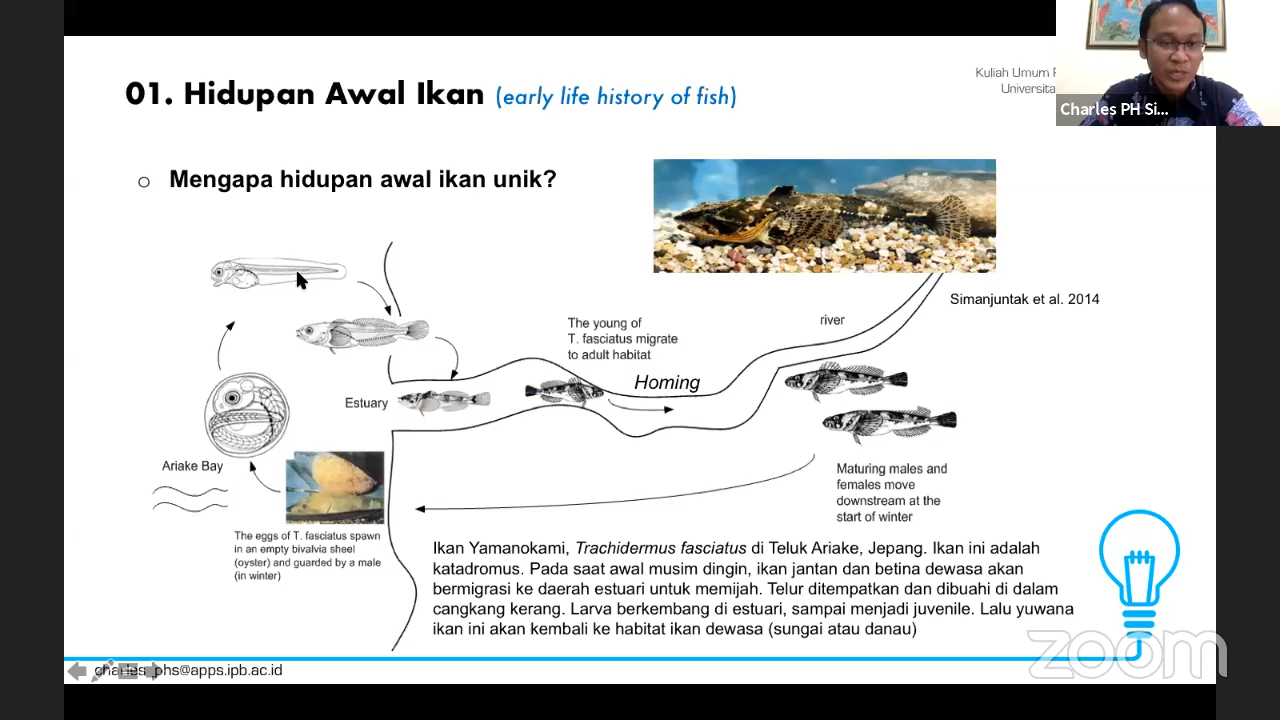 01. Hidupan Awal Ikan (early life history of fish)
Kuliah Umum
Charles PH Si...
Mengapa hidupan awal ikan unik?
Simanjuntak et al. 2014
river
The young of
T. fasciatus migrate
to adult habitat
Homing
Estuary
Ariake Bay
Maturing males and
females move
downstream at the
start of winter
The eggs of T. fasciatus spawn
in an empty bivalvia sheel
(oyster) and guarded by a male
(in winter)
Ikan Yamanokami, Trachidermus fasciatus di Teluk Ariake, Jepang. Ikan ini adalah
katadromus. Pada saat awal musim dingin, ikan jantan dan betina dewasa akan
bermigrasi ke daerah estuari untuk memijah. Telur ditempatkan dan dibuahi di dalam
cangkang kerang. Larva berkembang di estuari, sampai menjadi juvenile. Lalu yuwana
ikan ini akan kembali ke habitat ikan dewasa (sungai atau danau)
zoom
charles_phs@apps.ipb.ac.id